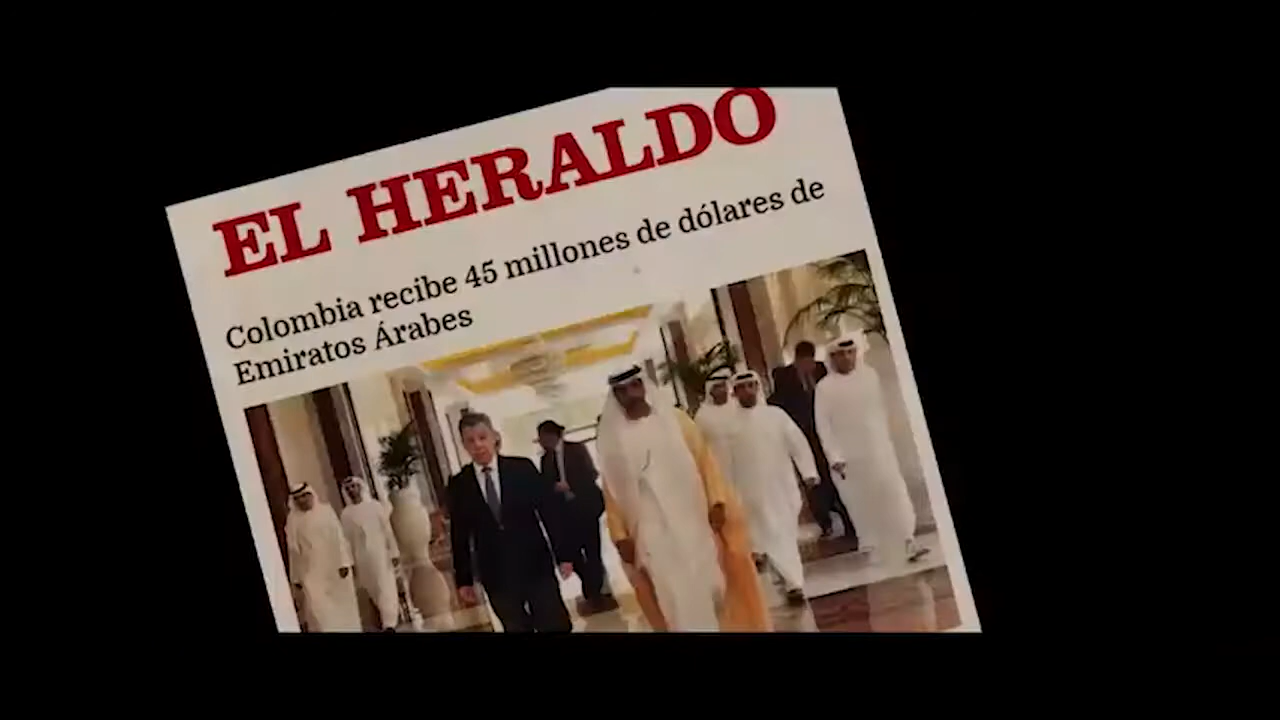 EL HERALDO
Colombia recibe 45 millones de dólares de
Emiratos Árabes